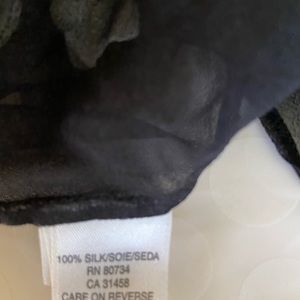 100% SILK/SOIE/SEDA
RN 80734
CA 31458
CARE ON REVERSE